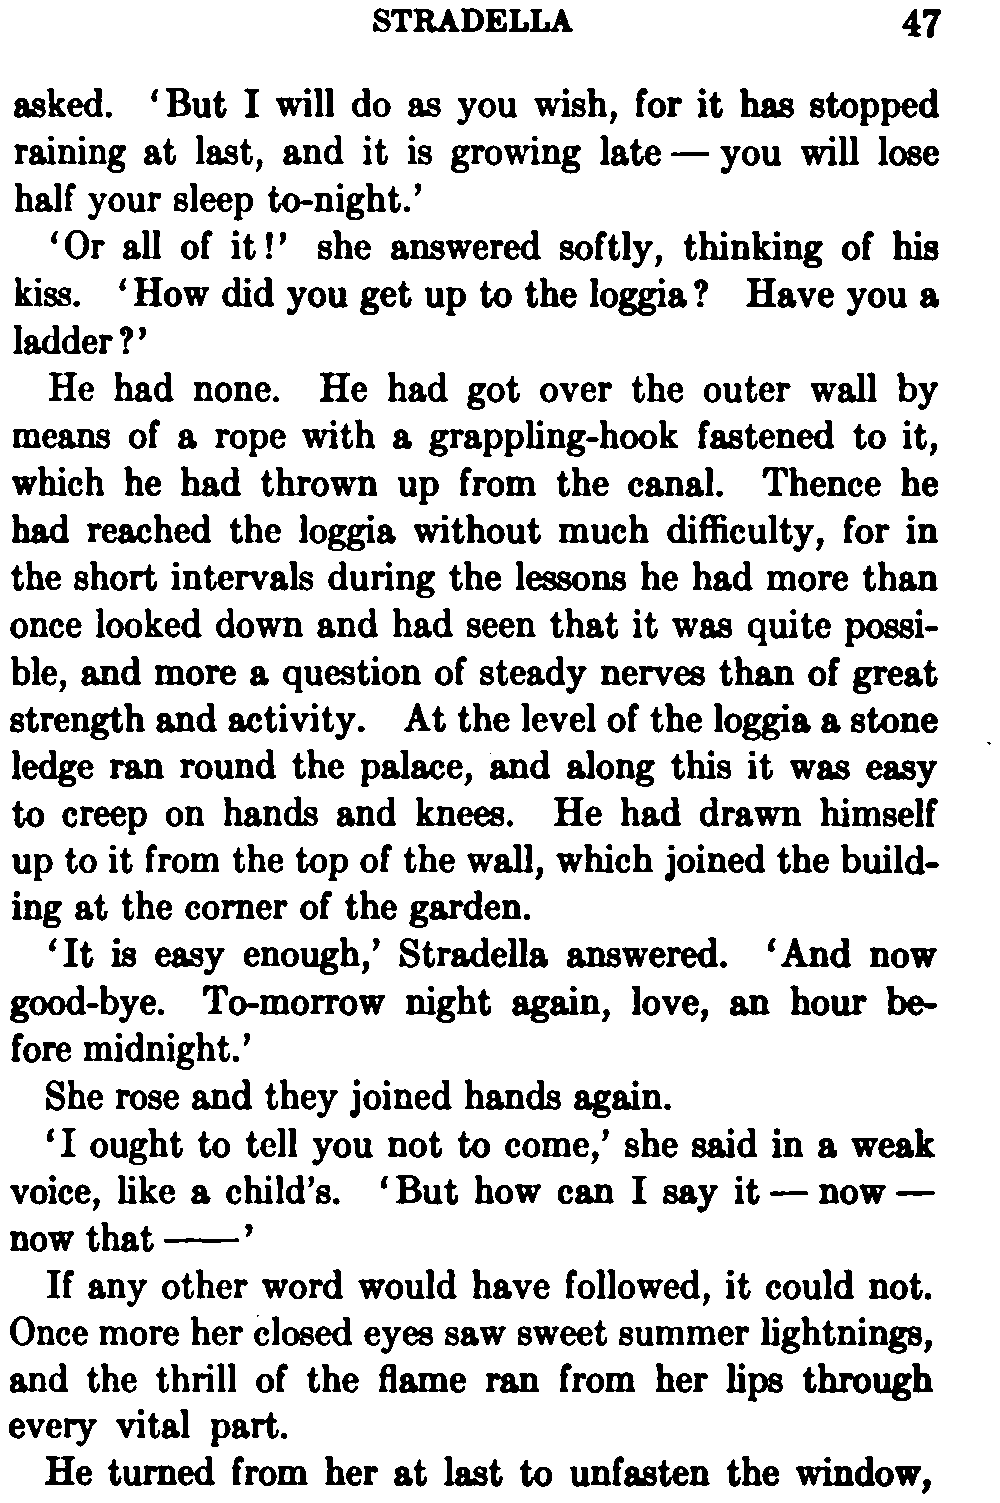 STRADELLA 47
asked. ‘But I will do as you wish, for it has stopped
raining at last, and it is growing late — you will lose
half your sleep to-night.’
‘Or all of it!’ she answered softly, thinking of his
kiss. ‘How did you get up to the loggia? Have you a
ladder?’
He had none. He had got over the outer wall by
means of a rope with a grappling-hook fastened to it,
which he had thrown up from the canal. Thence he
had reached the loggia without much difficulty, for in
the short intervals during the lessons he had more than
once looked down and had seen that it was quite possi-
ble, and more a question of steady nerves than of great
strength and activity. At the level of the loggia a stone
ledge ran round the palace, and along this it was easy
to creep on hands and knees. He had drawn himself
up to it from the top of the wall, which joined the build-
ing at the corner of the garden.
‘It is easy enough,’ Stradella answered. ‘And now
good-bye. To-morrow night again, love, an hour be-
fore midnight.’
She rose and they joined hands again.
‘I ought to tell you not to come,’ she said in a weak
voice, like a child's. ‘But how can I say it — now —
now that ——’
If any other word would have followed, it could not.
Once more her closed eyes saw sweet summer lightnings,
and the thrill of the flame ran from her lips through
every vital part.
He turned from her at last to unfasten the window,